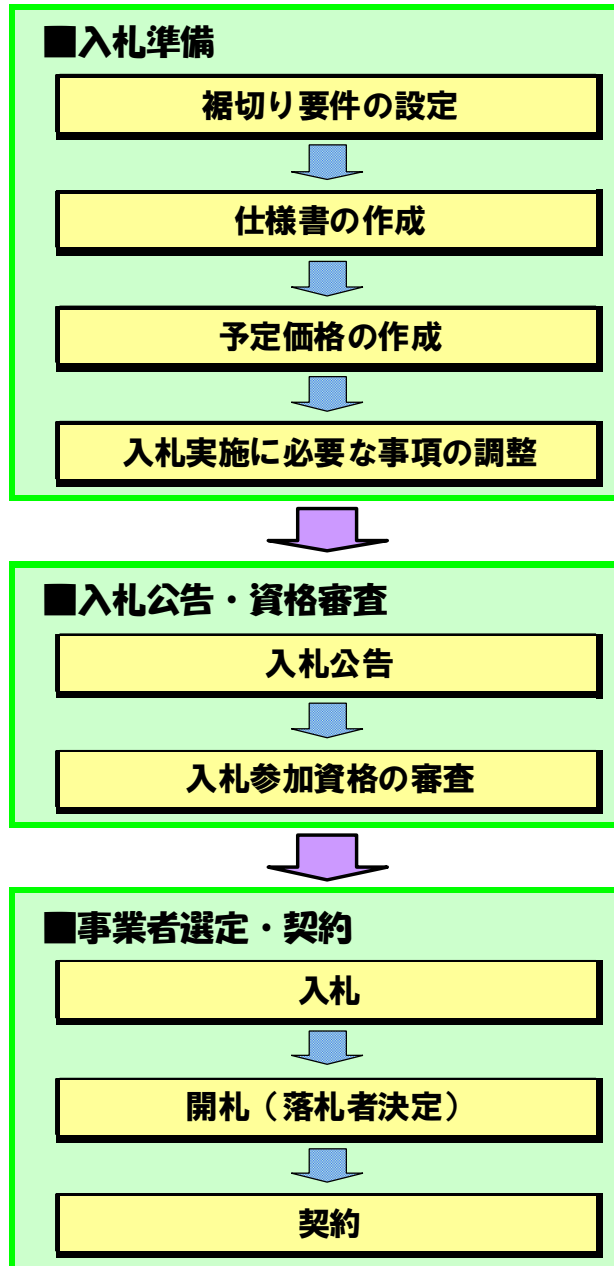 ■入札準備
裾切り要件の設定
仕様書の作成
予定価格の作成
入札実施に必要な事項の調整
■入札公告・資格審査
入札公告
入札参加資格の審査
■事業者選定・契約
入札
開札（落札者決定）
契約